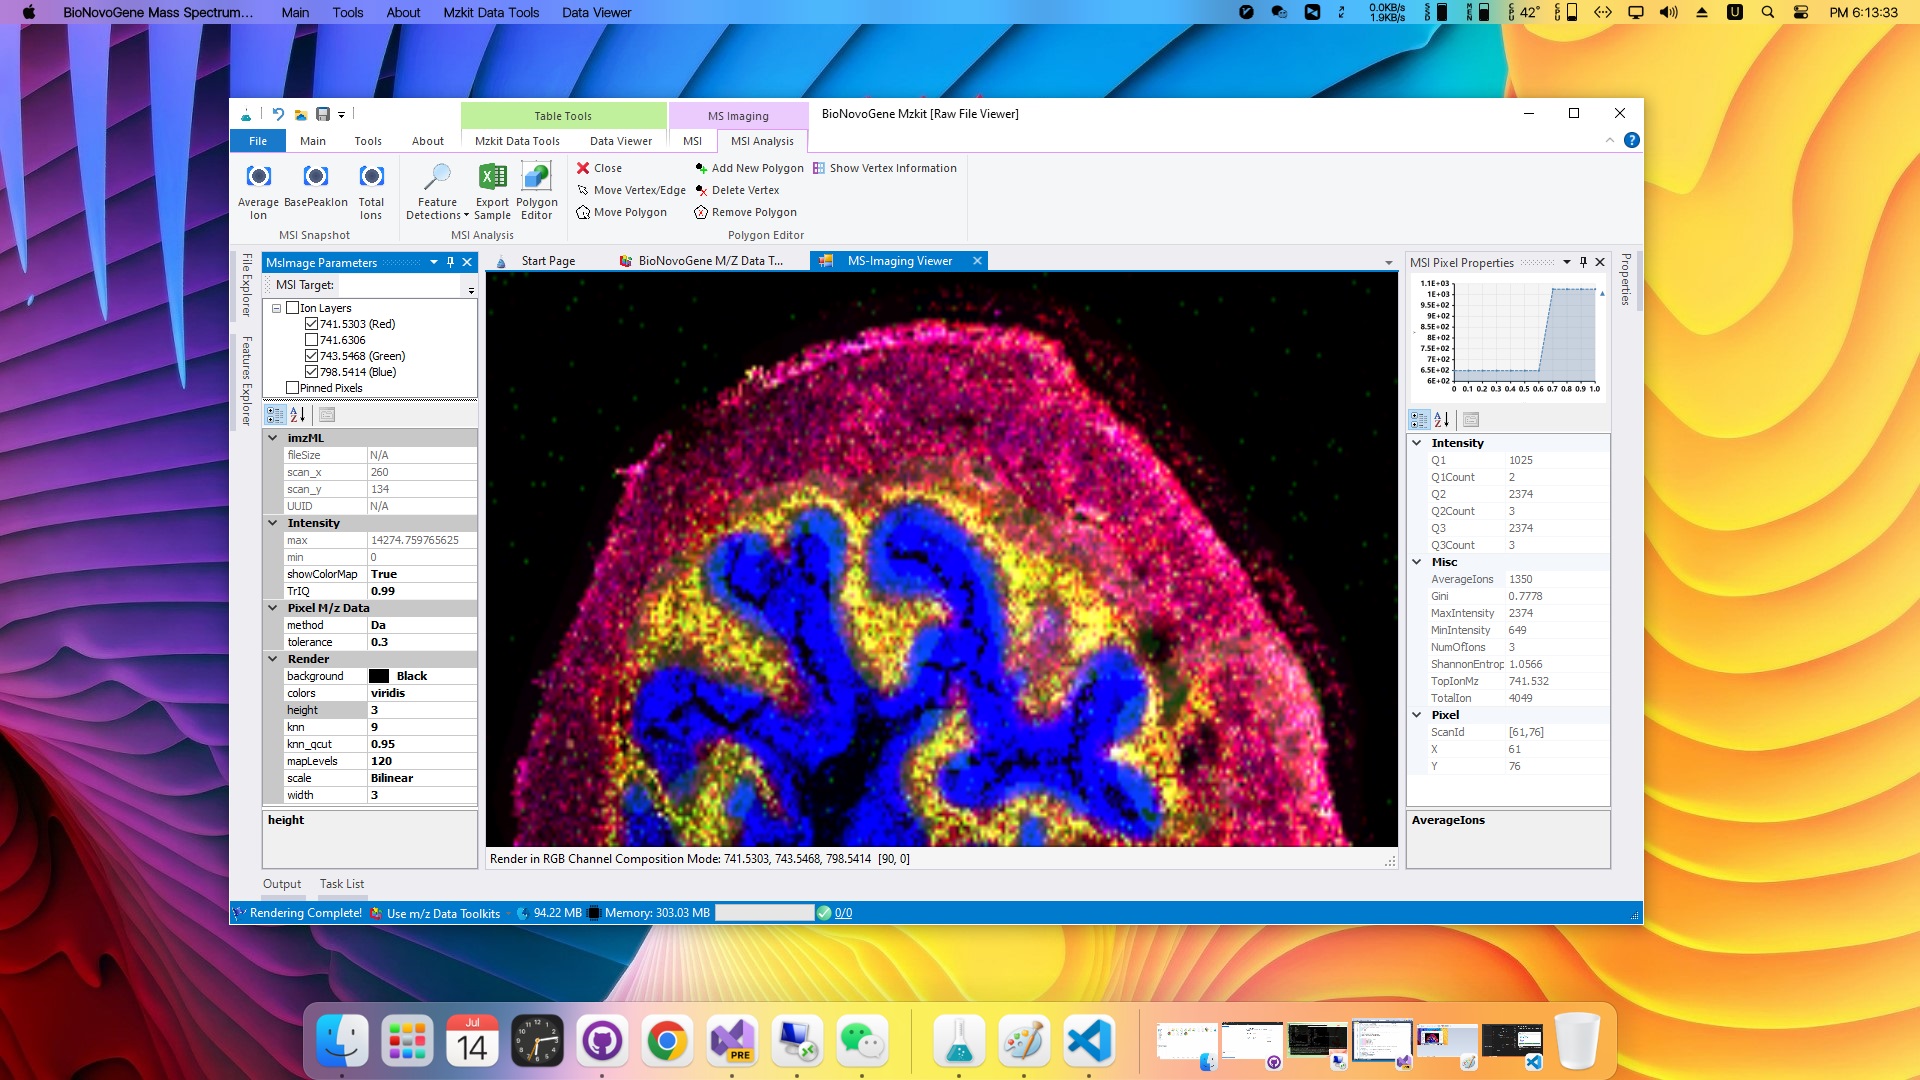 BioNovoGene Mass Spectrum... Main Tools About Mzkit Data Tools Data Viewer
0.0KB/s
1.9KB/s
42°
PM 6:13:33
Table Tools
MS Imaging
BioNovoGene Mzkit [Raw File Viewer]
File Main Tools About Mzkit Data Tools Data Viewer MSI MSI Analysis
Average
Ion
BasePeakIon
Total
Ions
MSI Snapshot
Feature
Detections
Export
Sample
Polygon
Editor
MSI Analysis
Close
Move Vertex/Edge
Move Polygon
Add New Polygon
Delete Vertex
Remove Polygon
Show Vertex Information
Polygon Editor
File Explorer
Features Explorer
MsImage Parameters
MSI Target:
Ion Layers
741.5303 (Red)
741.6306
743.5468 (Green)
798.5414 (Blue)
Pinned Pixels
imzML
fileSize N/A
scan_x 260
scan_y 134
UUID N/A
Intensity
max 14274.759765625
min 0
showColorMap True
TrIQ 0.99
Pixel M/z Data
method Da
tolerance 0.3
Render
background Black
colors viridis
height 3
knn 9
knn_qcut 0.95
mapLevels 120
scale Bilinear
width 3
height
Start Page
BioNovoGene M/Z Data T...
MS-Imaging Viewer
Render in RGB Channel Composition Mode: 741.5303, 743.5468, 798.5414 [90, 0]
MSI Pixel Properties
1.1E+03
1E+03
9.5E+02
9E+02
8.5E+02
8E+02
7.5E+02
7E+02
6.5E+02
6E+02
0 0.1 0.2 0.3 0.4 0.5 0.6 0.7 0.8 0.9 1.0
Intensity
Q1 1025
Q1Count 2
Q2 2374
Q2Count 3
Q3 2374
Q3Count 3
Misc
AverageIons 1350
Gini 0.7778
MaxIntensity 2374
MinIntensity 649
NumOfIons 3
ShannonEntrop 1.0566
TopIonMz 741.532
TotalIon 4049
Pixel
ScanId [61,76]
X 61
Y 76
AverageIons
Properties
Output Task List
Rendering Complete! Use m/z Data Toolkits 94.22 MB Memory: 303.03 MB 0/0
Jul
14
PRE